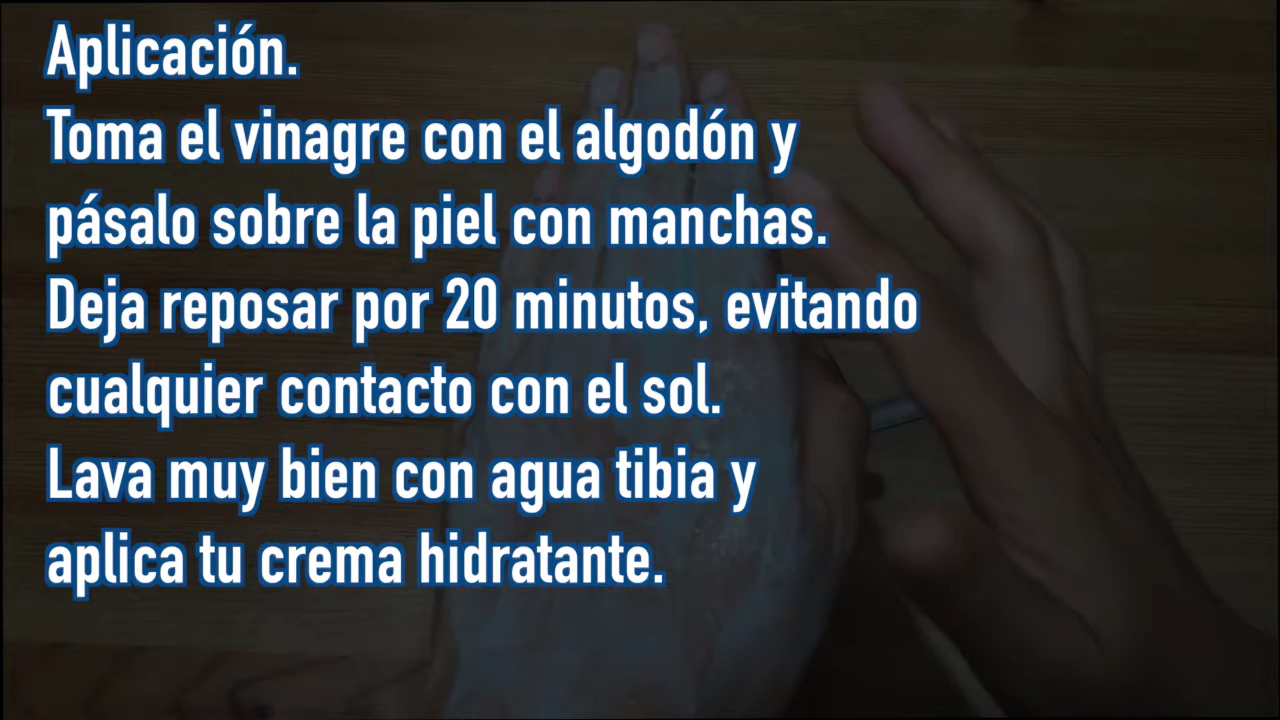 Aplicación.
Toma el vinagre con el algodón y
pásalo sobre la piel con manchas.
Deja reposar por 20 minutos, evitando
cualquier contacto con el sol.
Lava muy bien con agua tibia y
aplica tu crema hidratante.